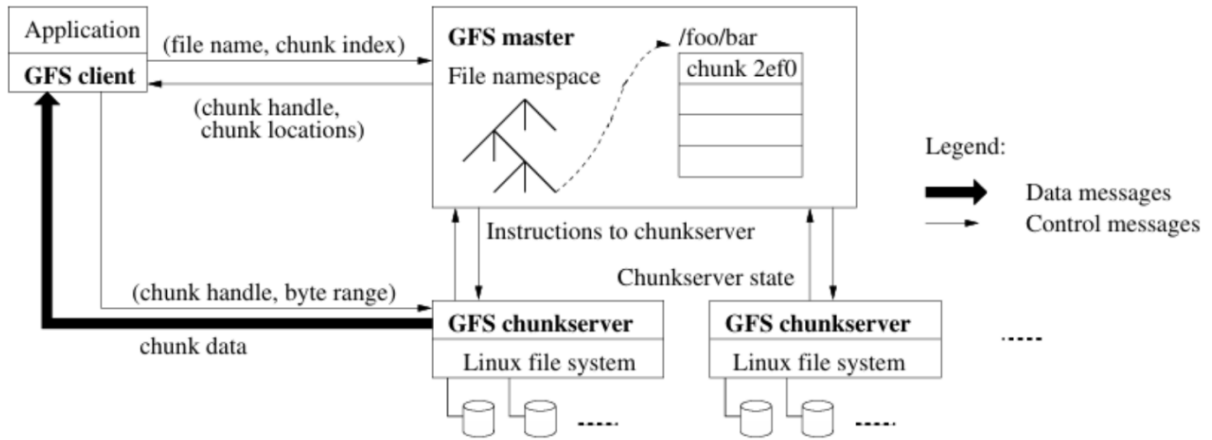 Application
GFS client
(file name, chunk index)
(chunk handle,
chunk locations)
GFS master
File namespace
/foo/bar
chunk 2ef0
Legend:
Data messages
Control messages
Instructions to chunkserver
Chunkserver state
(chunk handle, byte range)
chunk data
GFS chunkserver
Linux file system
GFS chunkserver
Linux file system